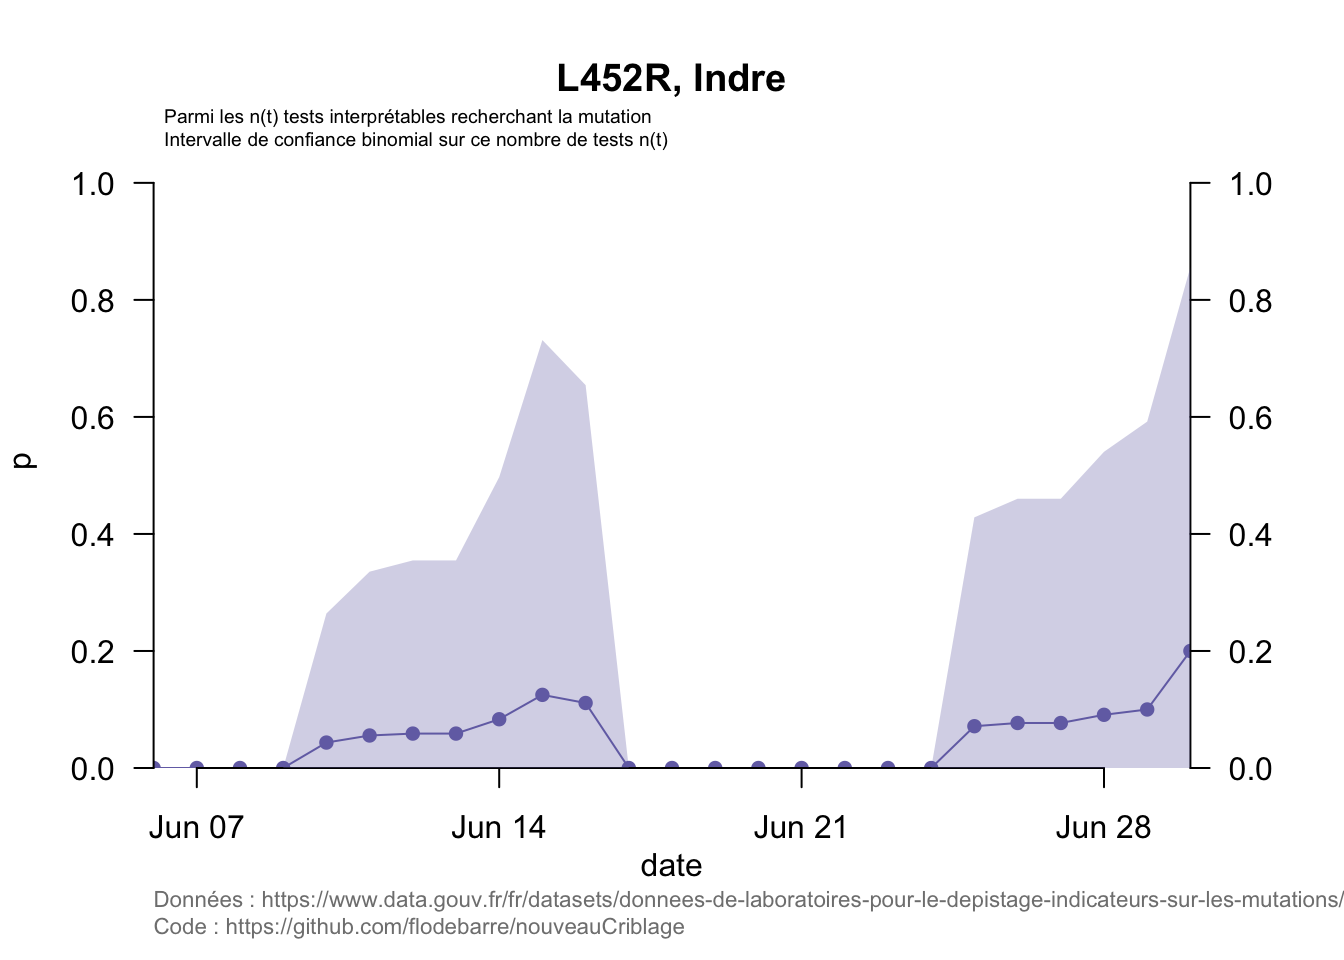 L452R, Indre
Parmi les n(t) tests interprétables recherchant la mutation
Intervalle de confiance binomial sur ce nombre de tests n(t)
1.0 1.0
0.8 0.8
0.6 0.6
p
0.4 0.4
0.2 0.2
0.0 0.0
Jun 07 Jun 14 Jun 21 Jun 28
date
Données : https://www.data.gouv.fr/fr/datasets/donnees-de-laboratoires-pour-le-depistage-indicateurs-sur-les-mutations/
Code : https://github.com/flodebarre/nouveauCriblage